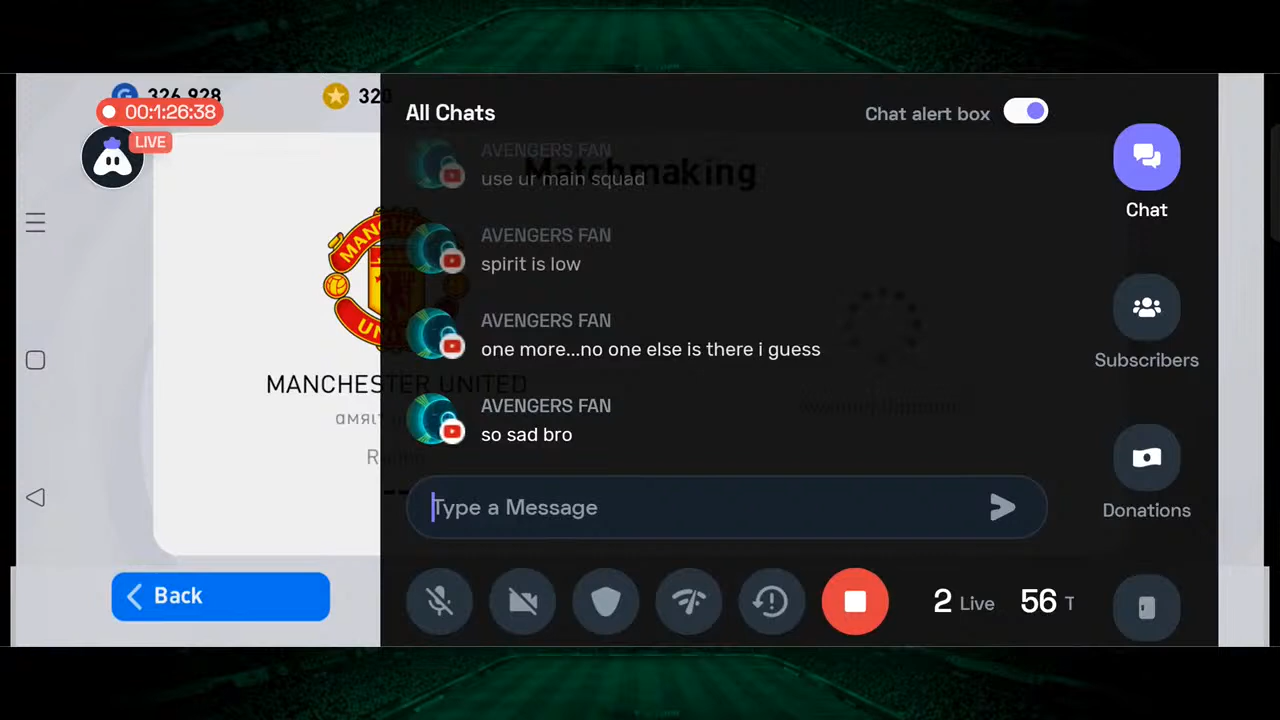 326,928
320
00:1:26:38
LIVE
All Chats
Chat alert box
Matchmaking
AVENGERS FAN
use ur main squad
Chat
AVENGERS FAN
spirit is low
MANCHESTER
UNITED
AVENGERS FAN
one more...no one else is there i guess
Subscribers
MANCHESTER UNITED
AVENGERS FAN
so sad bro
Type a Message
Donations
Back
2 Live
56 T